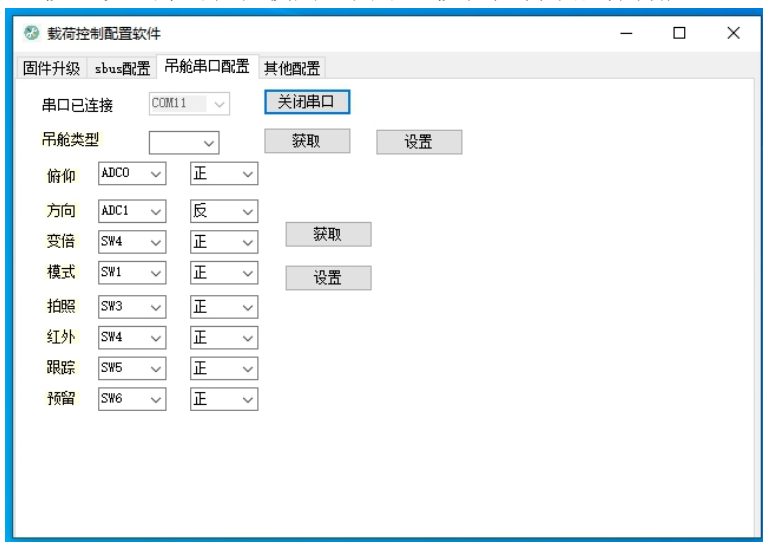 载荷控制配置软件
固件升级 sbus配置 吊舱串口配置 其他配置
串口已连接 COM11 关闭串口
吊舱类型 获取 设置
俯仰 ADC0 正
方向 ADC1 反
获取
变倍 SW4 正
模式 SW1 正
设置
拍照 SW3 正
红外 SW4 正
跟踪 SW5 正
预留 SW6 正